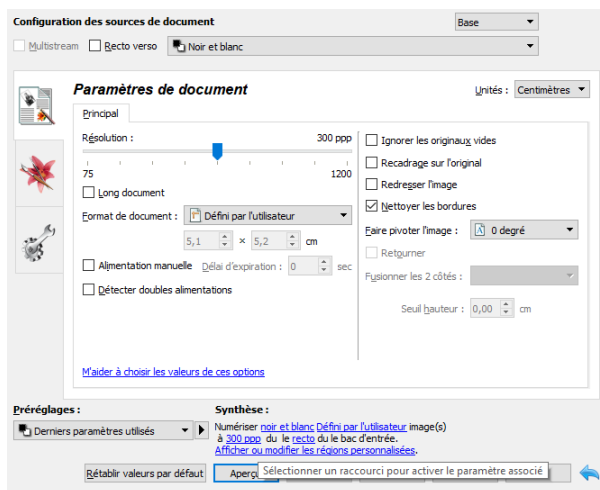 Configuration des sources de document
Base
Multistream
Recto verso
Noir et blanc
Paramètres de document
Unités :
Centimètres
Principal
Résolution :
300 ppp
75
1200
Long document
Format de document :
Défini par l'utilisateur
5,1
×
5,2
cm
Alimentation manuelle
Délai d'expiration :
0
sec
Détecter doubles alimentations
Ignorer les originaux vides
Recadrage sur l'original
Redresser l'image
Nettoyer les bordures
Faire pivoter l'image :
0 degré
Retourner
Fusionner les 2 côtés :
Seuil hauteur :
0,00
cm
M'aider à choisir les valeurs de ces options
Préréglages :
Derniers paramètres utilisés
Synthèse :
Numériser noir et blanc Défini par l'utilisateur image(s)
à 300 ppp du le recto du le bac d'entrée.
Afficher ou modifier les régions personnalisées.
Rétablir valeurs par défaut
Aperç
Sélectionner un raccourci pour activer le paramètre associé